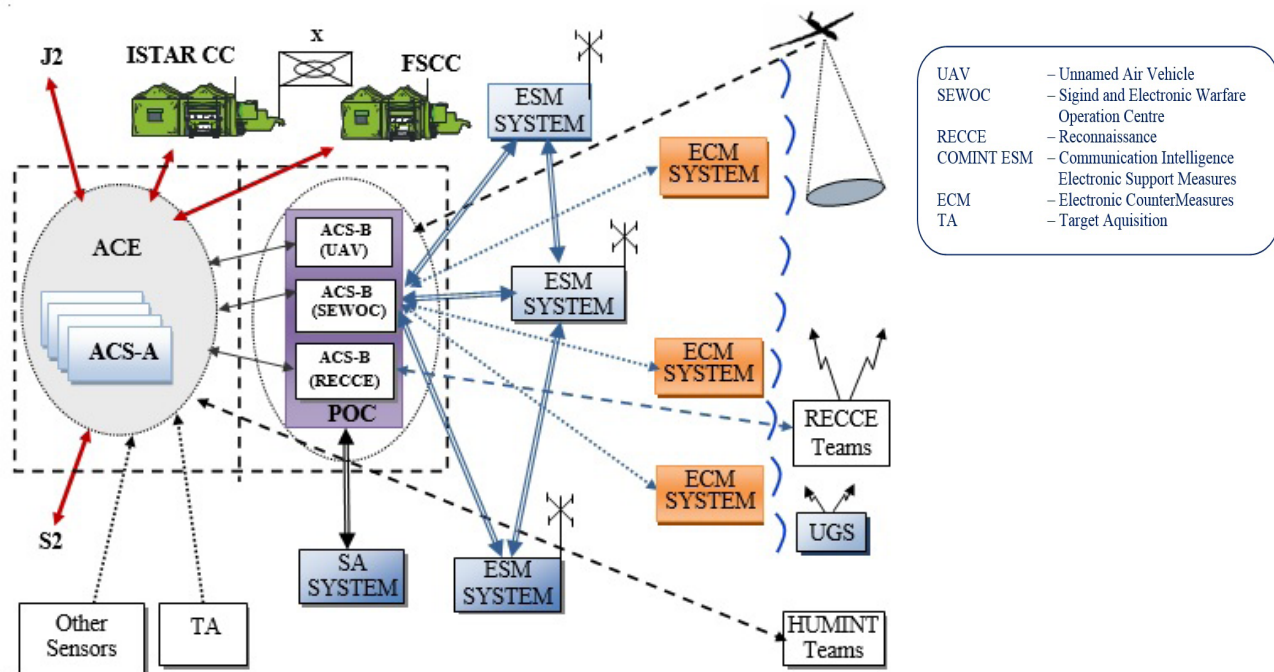 J2
ISTAR CC
X
FSCC
ESM
SYSTEM
ECM
SYSTEM
ACE
ACS-A
ACS-B
(UAV)
ACS-B
(SEWOC)
ACS-B
(RECCE)
POC
ESM
SYSTEM
ECM
SYSTEM
RECCE
Teams
ECM
SYSTEM
UGS
S2
SA
SYSTEM
ESM
SYSTEM
Other
Sensors
TA
HUMINT
Teams
UAV – Unnamed Air Vehicle
SEWOC – Sigind and Electronic Warfare
Operation Centre
RECCE – Reconnaissance
COMINT ESM – Communication Intelligence
Electronic Support Measures
ECM – Electronic CounterMeasures
TA – Target Aquisition